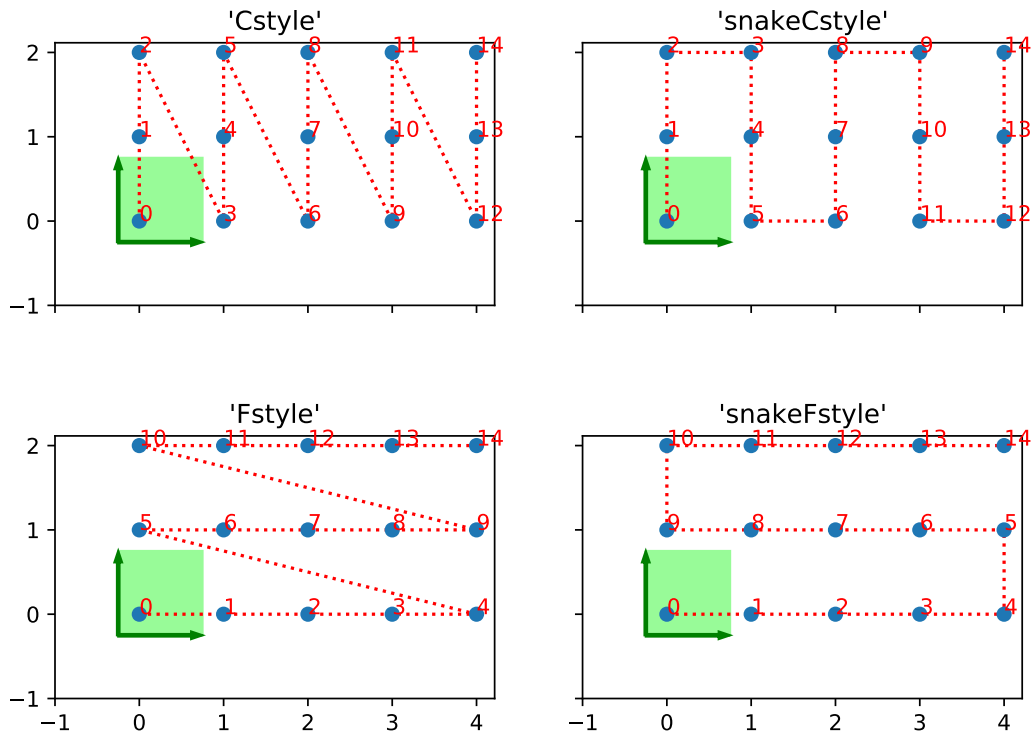 'Cstyle' 'snakeCstyle'
2 2 5 8 11 14 2 3 8 9 14
1 1 4 7 10 13 1 4 7 10 13
0 0 3 6 9 12 0 5 6 11 12
−1
'Fstyle' 'snakeFstyle'
2 10 11 12 13 14 10 11 12 13 14
1 5 6 7 8 9 9 8 7 6 5
0 0 1 2 3 4 0 1 2 3 4
−1
−1 0 1 2 3 4 −1 0 1 2 3 4